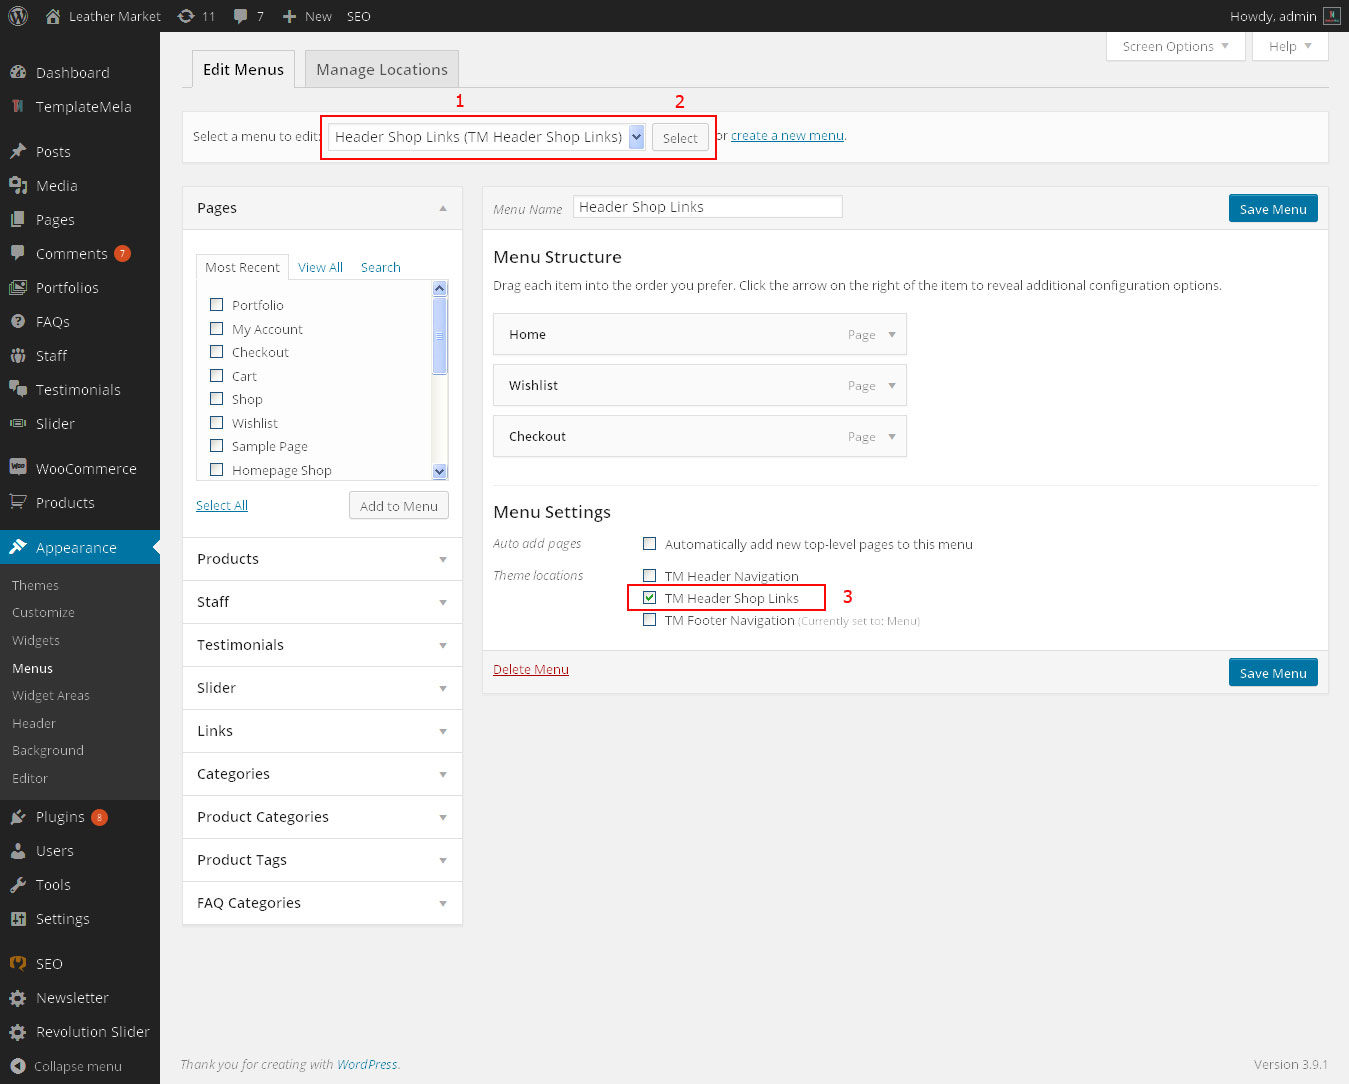 Leather Market 11 7 New SEO Howdy, admin
Screen Options Help
Dashboard
TemplateMela
Posts
Media
Pages
Comments 7
Portfolios
FAQs
Staff
Testimonials
Slider
WooCommerce
Products
Appearance
Themes
Customize
Widgets
Menus
Widget Areas
Header
Background
Editor
Plugins 8
Users
Tools
Settings
SEO
Newsletter
Revolution Slider
Collapse menu
Edit Menus Manage Locations
1 2
Select a menu to edit: Header Shop Links (TM Header Shop Links) Select or create a new menu.
Pages
Most Recent View All Search
Portfolio
My Account
Checkout
Cart
Shop
Wishlist
Sample Page
Homepage Shop
Select All Add to Menu
Products
Staff
Testimonials
Slider
Links
Categories
Product Categories
Product Tags
FAQ Categories
Menu Name Header Shop Links Save Menu
Menu Structure
Drag each item into the order you prefer. Click the arrow on the right of the item to reveal additional configuration options.
Home Page
Wishlist Page
Checkout Page
Menu Settings
Auto add pages Automatically add new top-level pages to this menu
Theme locations TM Header Navigation
TM Header Shop Links 3
TM Footer Navigation (Currently set to: Menu)
Delete Menu Save Menu
Thank you for creating with WordPress. Version 3.9.1